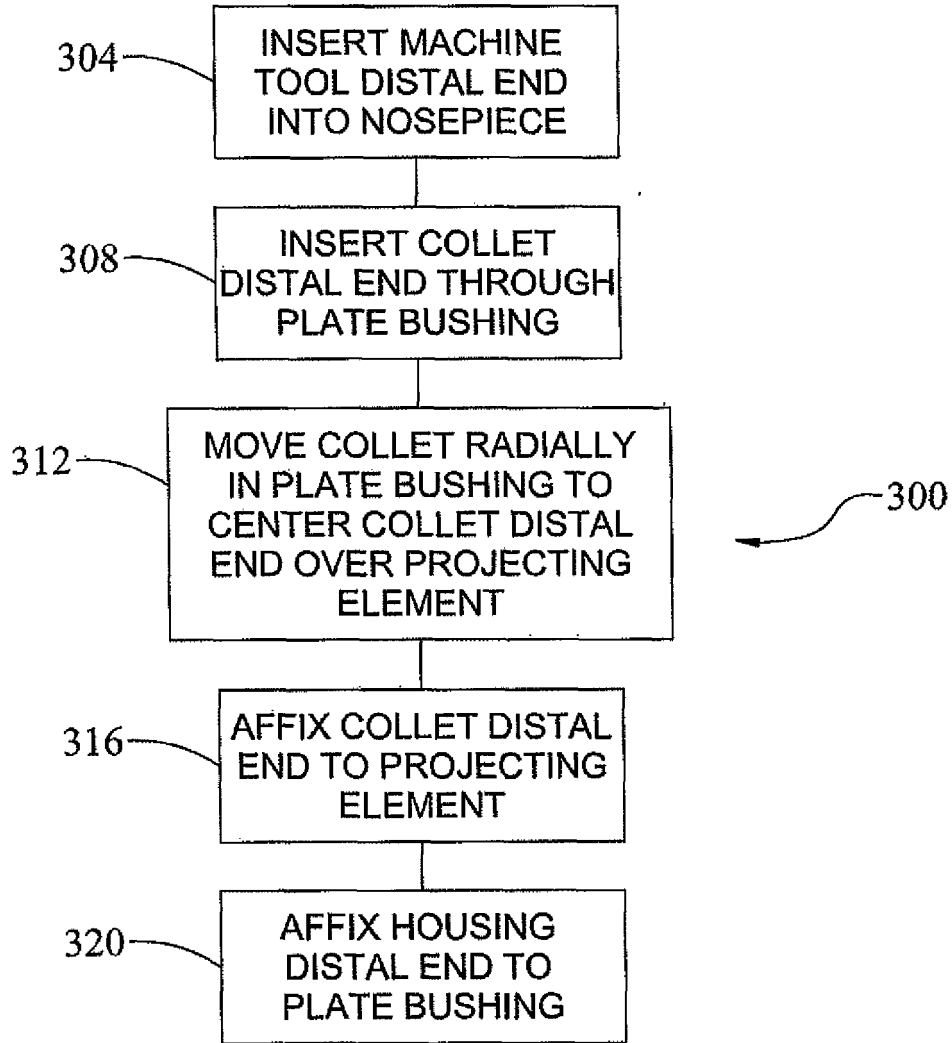 304
INSERT MACHINE
TOOL DISTAL END
INTO NOSEPIECE
308
INSERT COLLET
DISTAL END THROUGH
PLATE BUSHING
312
MOVE COLLET RADIALLY
IN PLATE BUSHING TO
CENTER COLLET DISTAL
END OVER PROJECTING
ELEMENT
300
316
AFFIX COLLET DISTAL
END TO PROJECTING
ELEMENT
320
AFFIX HOUSING
DISTAL END TO
PLATE BUSHING